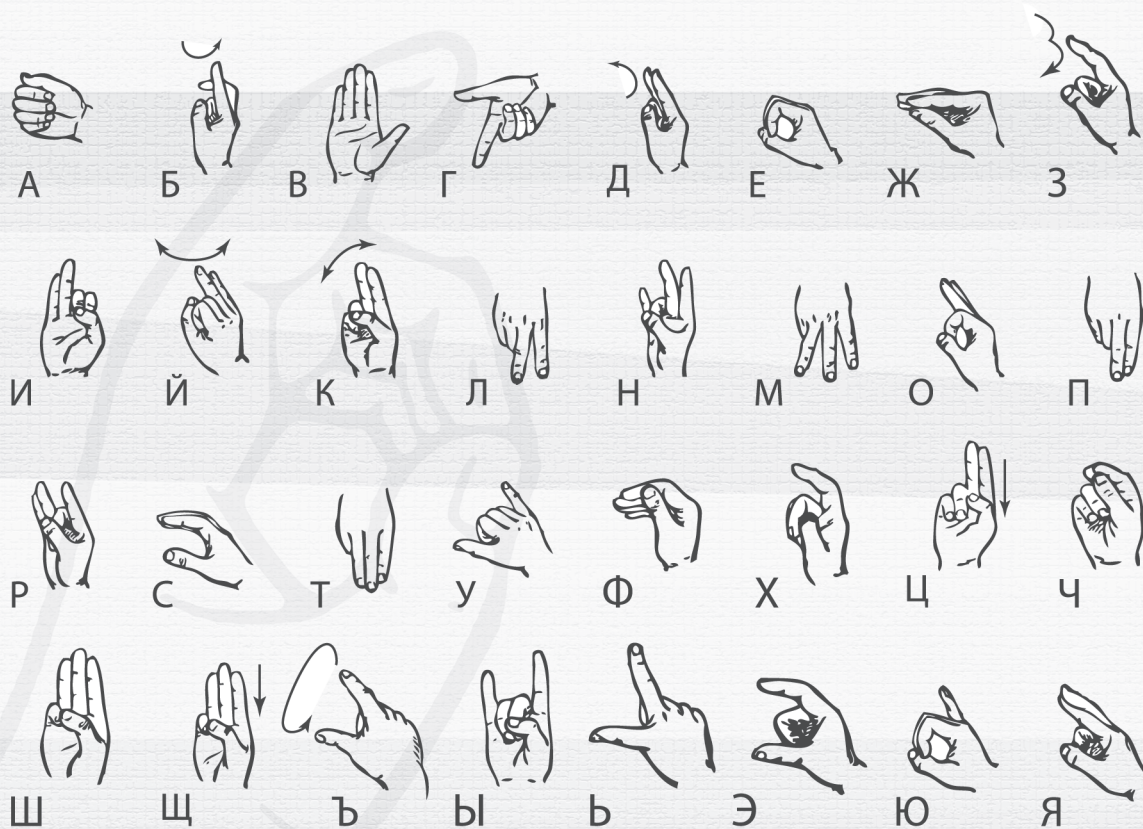 А Б В Г Д Е Ж З
И Й К Л Н М О П
Р С Т У Ф Х Ц Ч
Ш Щ Ъ Ы Ь Э Ю Я